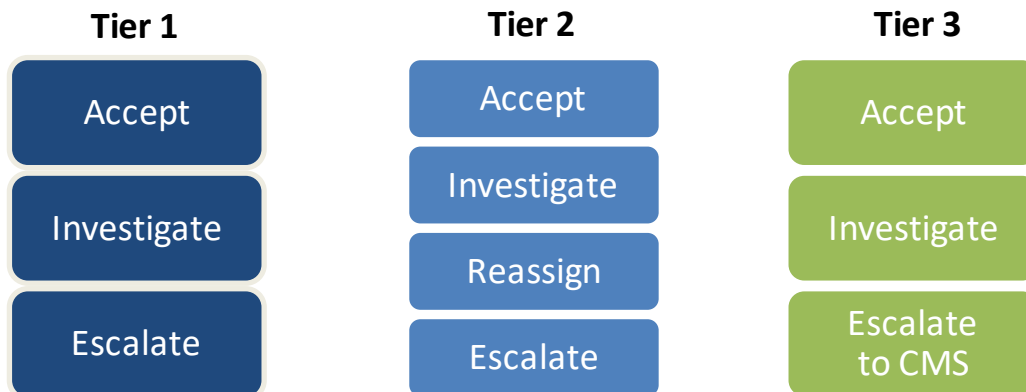 Tier 1
Accept
Investigate
Escalate
Tier 2
Accept
Investigate
Reassign
Escalate
Tier 3
Accept
Investigate
Escalate
to CMS